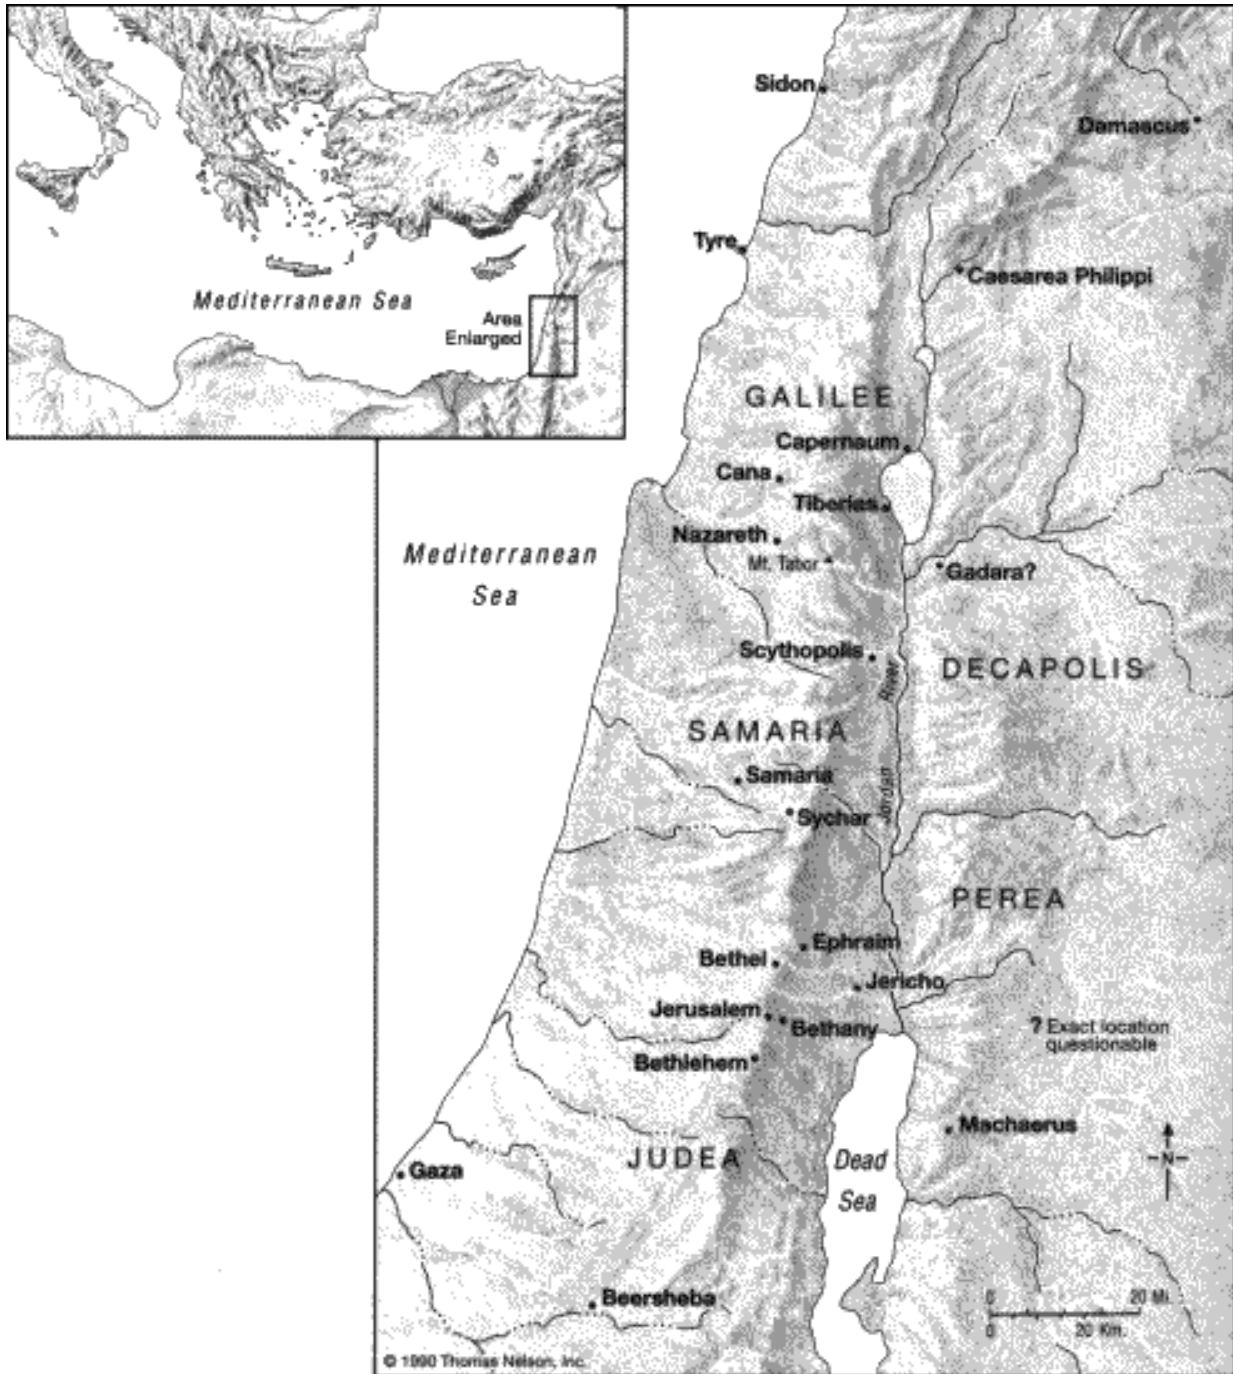 Sidon
Damascus
Tyre
Caesarea Philippi
Mediterranean Sea
Area
Enlarged
GALILEE
Capernaum
Cana
Tiberias
Nazareth
Mt. Tabor
Mediterranean
Sea
Gadara?
Scythopolis
DECAPOLIS
River
SAMARIA
Samaria
Jordan
Sychar
PEREA
Ephraim
Bethel
Jericho
Jerusalem
Bethany
? Exact location
questionable
Bethlehem
Machaerus
N
JUDEA
Dead
Sea
Gaza
Beersheba
0 20 Mi.
0 20 Km.
© 1990 Thomas Nelson, Inc.